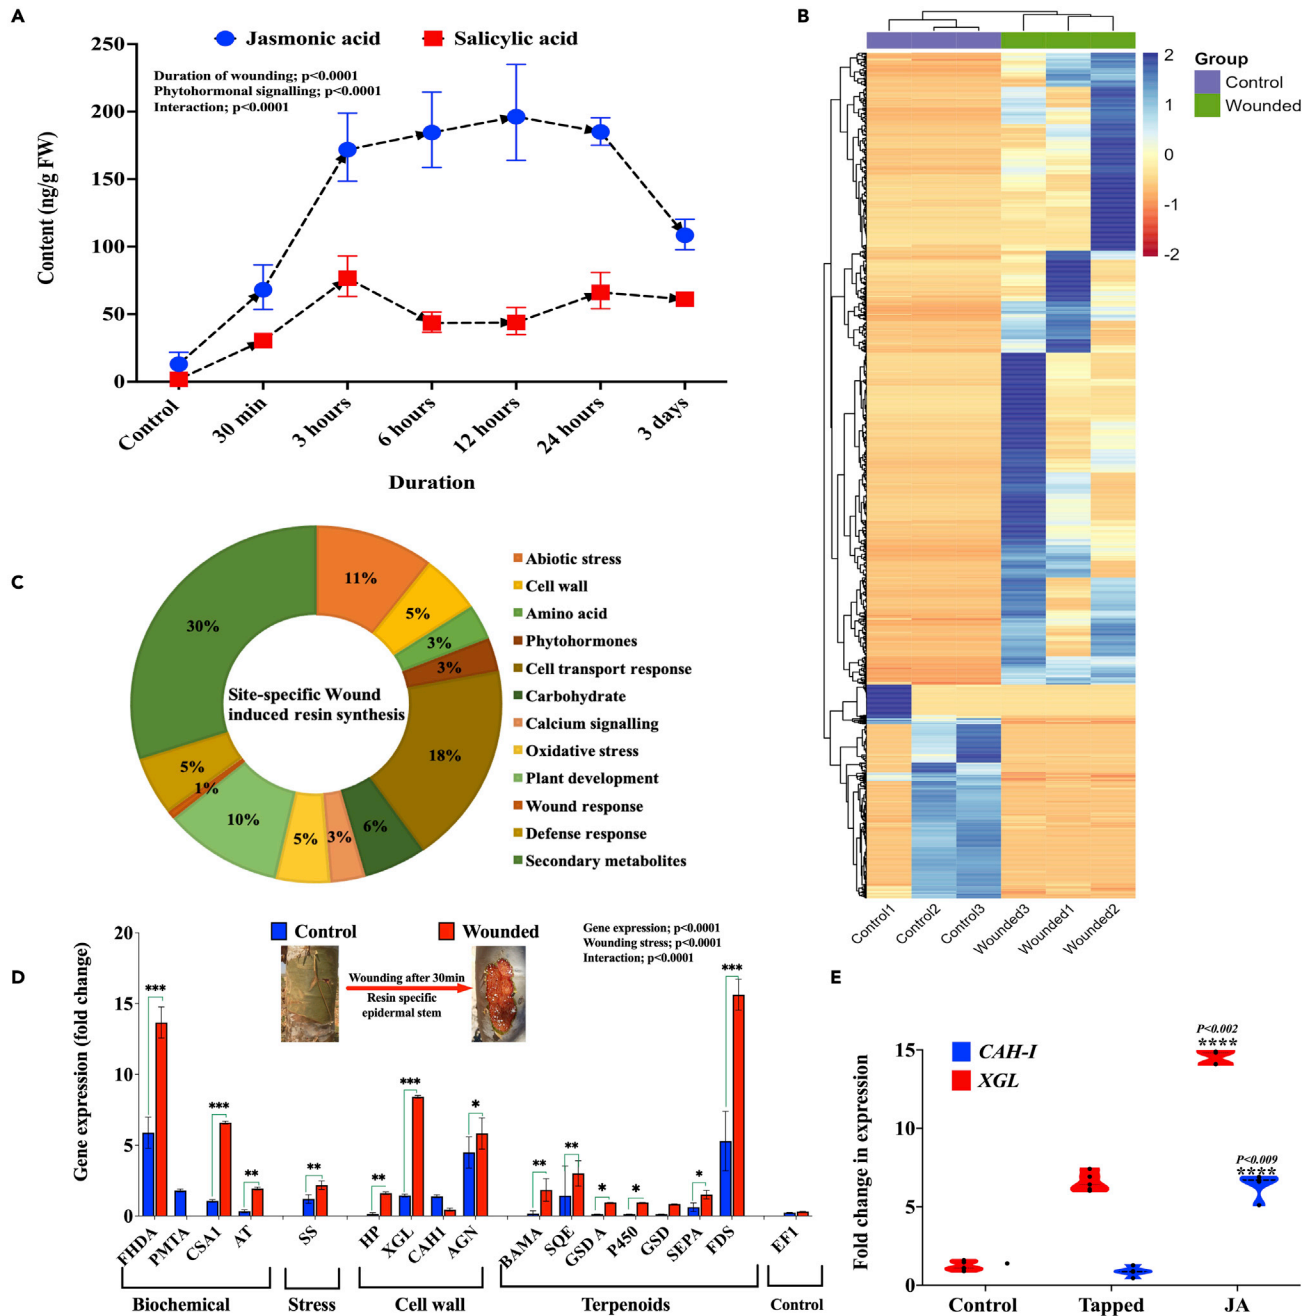 A
Jasmonic acid
Salicylic acid
Duration of wounding; p<0.0001
Phytohormonal signalling; p<0.0001
Interaction; p<0.0001
Content (ng/g FW)
250
200
150
100
50
0
Control
30 min
3 hours
6 hours
12 hours
24 hours
3 days
Duration
B
2
1
0
-1
-2
Group
Control
Wounded
Control1
Control2
Control3
Wounded3
Wounded1
Wounded2
C
30%
11%
5%
3%
3%
18%
6%
3%
5%
10%
1%
5%
Site-specific Wound
induced resin synthesis
Abiotic stress
Cell wall
Amino acid
Phytohormones
Cell transport response
Carbohydrate
Calcium signalling
Oxidative stress
Plant development
Wound response
Defense response
Secondary metabolites
D
Control
Wounded
Gene expression; p<0.0001
Wounding stress; p<0.0001
Interaction; p<0.0001
Wounding after 30min
Resin specific
epidermal stem
Gene expression (fold change)
20
15
10
5
0
***
***
**
**
**
***
*
**
**
*
*
*
***
FHDA
PMTA
CSA1
AT
SS
HP
XGL
CAH1
AGN
BAMA
SQE
GSD A
P450
GSD
SEPA
FDS
EF1
Biochemical
Stress
Cell wall
Terpenoids
Control
E
CAH-I
XGL
P<0.002
****
P<0.009
****
Fold change in expression
15
10
5
0
Control
Tapped
JA